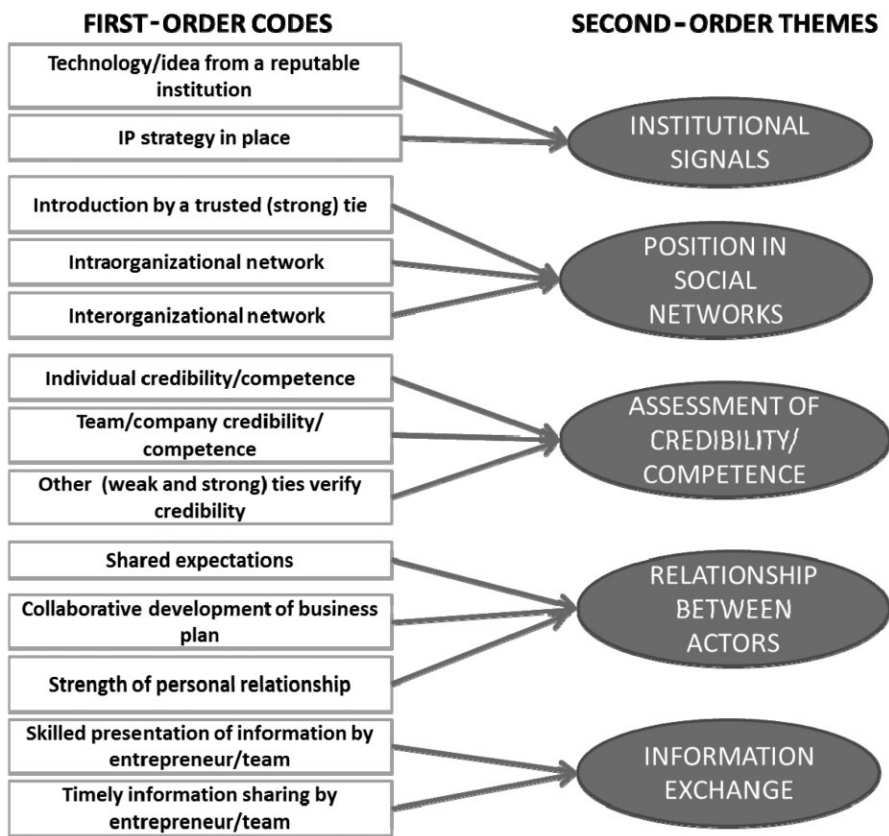 FIRST-ORDER CODES
SECOND-ORDER THEMES
Technology/idea from a reputable
institution
IP strategy in place
INSTITUTIONAL
SIGNALS
Introduction by a trusted (strong) tie
Intraorganizational network
Interorganizational network
POSITION IN
SOCIAL
NETWORKS
Individual credibility/competence
Team/company credibility/
competence
Other (weak and strong) ties verify
credibility
ASSESSMENT OF
CREDIBILITY/
COMPETENCE
Shared expectations
Collaborative development of business
plan
Strength of personal relationship
RELATIONSHIP
BETWEEN
ACTORS
Skilled presentation of information by
entrepreneur/team
Timely information sharing by
entrepreneur/team
INFORMATION
EXCHANGE